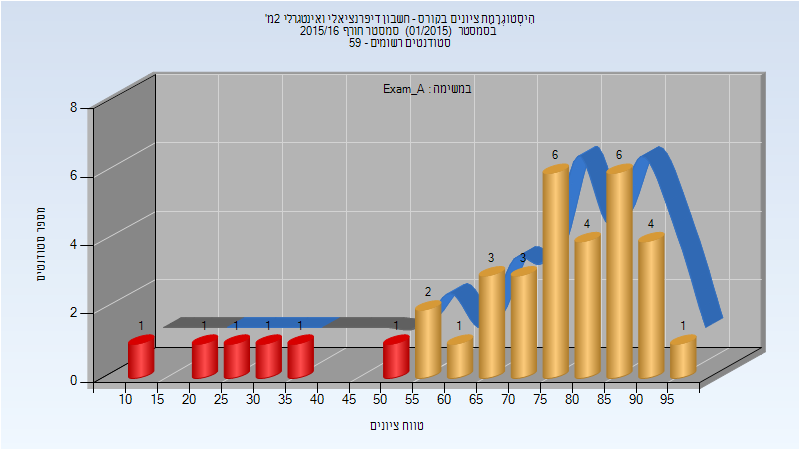 הִיסְטוֹגְרַמַת ציונים בקורס - חשבון דיפרנציאלי ואינטגרלי 2מ'
בסמסטר (01/2015) סמסטר חורף 2015/16
סטודנטים רשומים - 59
במשימה : Exam_A
מספר סטודנטים
8
6
4
2
0
1
1
1
1
1
1
2
1
3
3
6
4
6
4
1
10 15 20 25 30 35 40 45 50 55 60 65 70 75 80 85 90 95
טווח ציונים